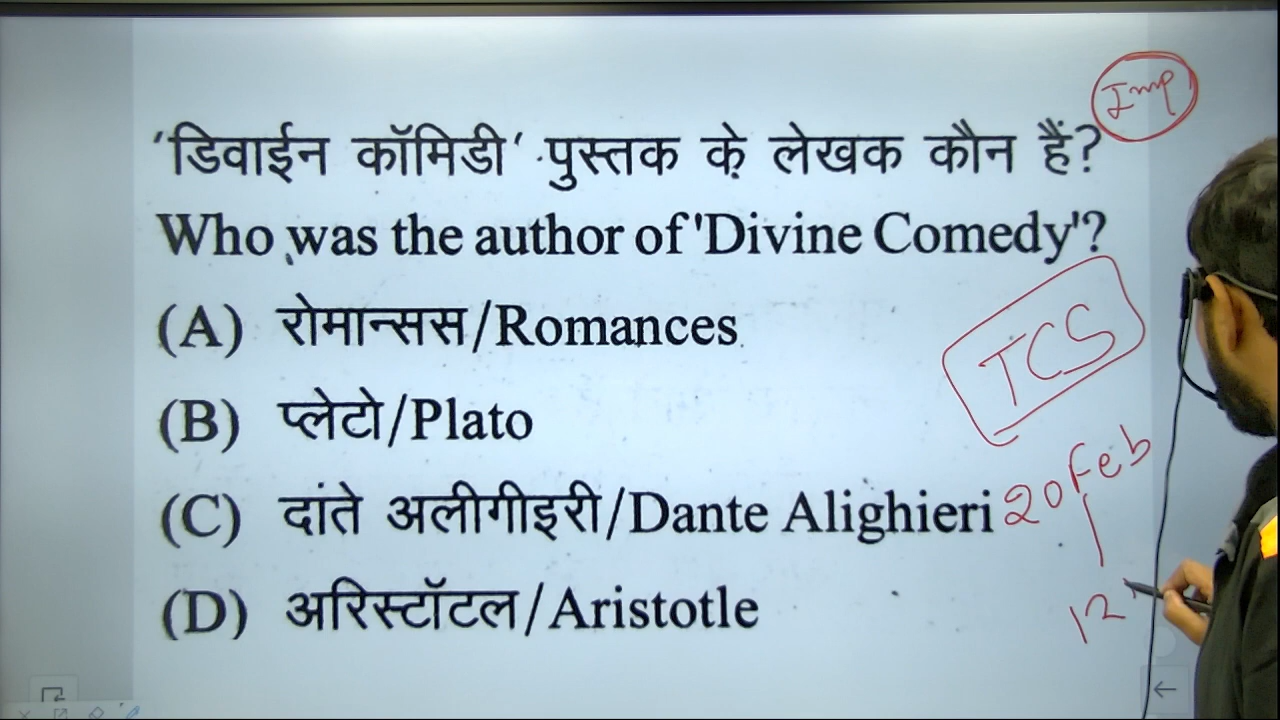 Imp
'डिवाईन कॉमिडी' पुस्तक के लेखक कौन हैं?
Who was the author of 'Divine Comedy'?
(A) रोमान्सस/Romances
(B) प्लेटो/Plato
TCS
(C) दांते अलीगीइरी/Dante Alighieri
20 Feb
(D) अरिस्टॉटल/Aristotle
12